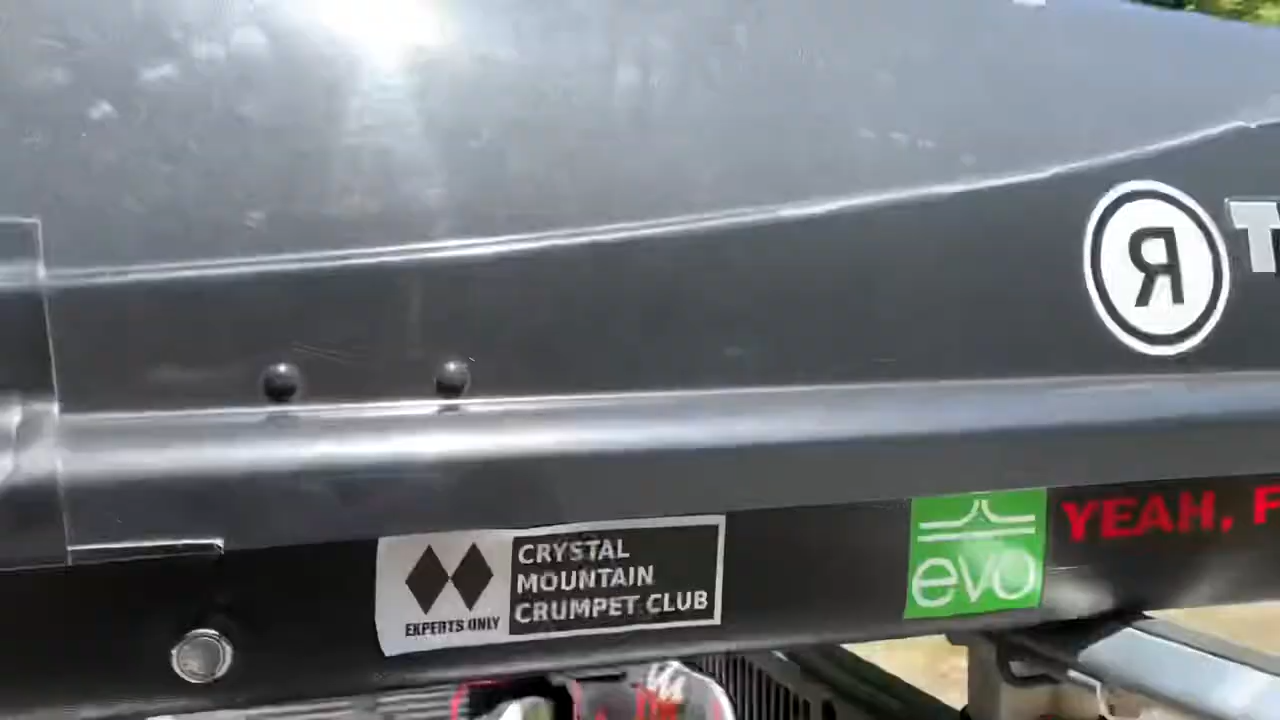 Я
T
YEAH, F
evo
CRYSTAL
MOUNTAIN
CRUMPET CLUB
EXPERTS ONLY